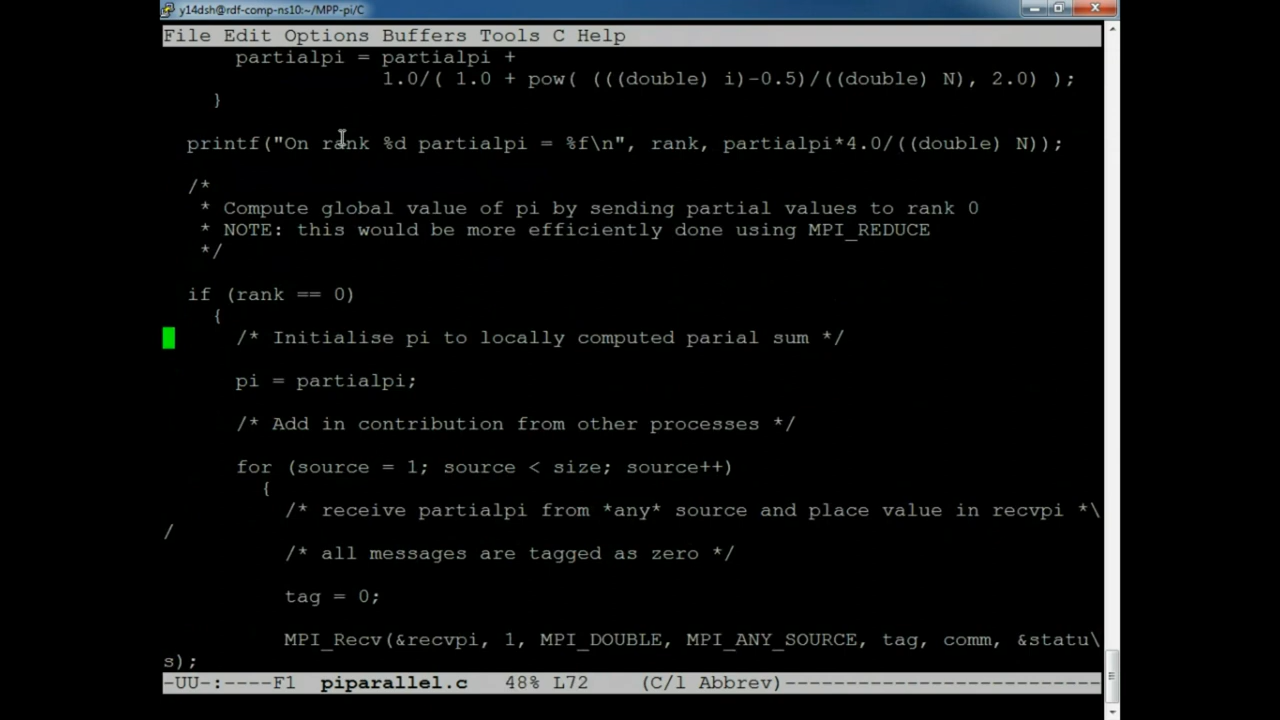 y14dsh@rdf-comp-ns10:~/MPP-pi/C
File Edit Options Buffers Tools C Help
partialpi = partialpi +
1.0/( 1.0 + pow( (((double) i)-0.5)/((double) N), 2.0) );
}
printf("On rank %d partialpi = %f\n", rank, partialpi*4.0/((double) N));
/*
* Compute global value of pi by sending partial values to rank 0
* NOTE: this would be more efficiently done using MPI_REDUCE
*/
if (rank == 0)
{
/* Initialise pi to locally computed parial sum */
pi = partialpi;
/* Add in contribution from other processes */
for (source = 1; source < size; source++)
{
/* receive partialpi from *any* source and place value in recvpi *\
/
/* all messages are tagged as zero */
tag = 0;
MPI_Recv(&recvpi, 1, MPI_DOUBLE, MPI_ANY_SOURCE, tag, comm, &statu\
s);
-UU-:----F1 piparallel.c 48% L72 (C/l Abbrev)--------------------------